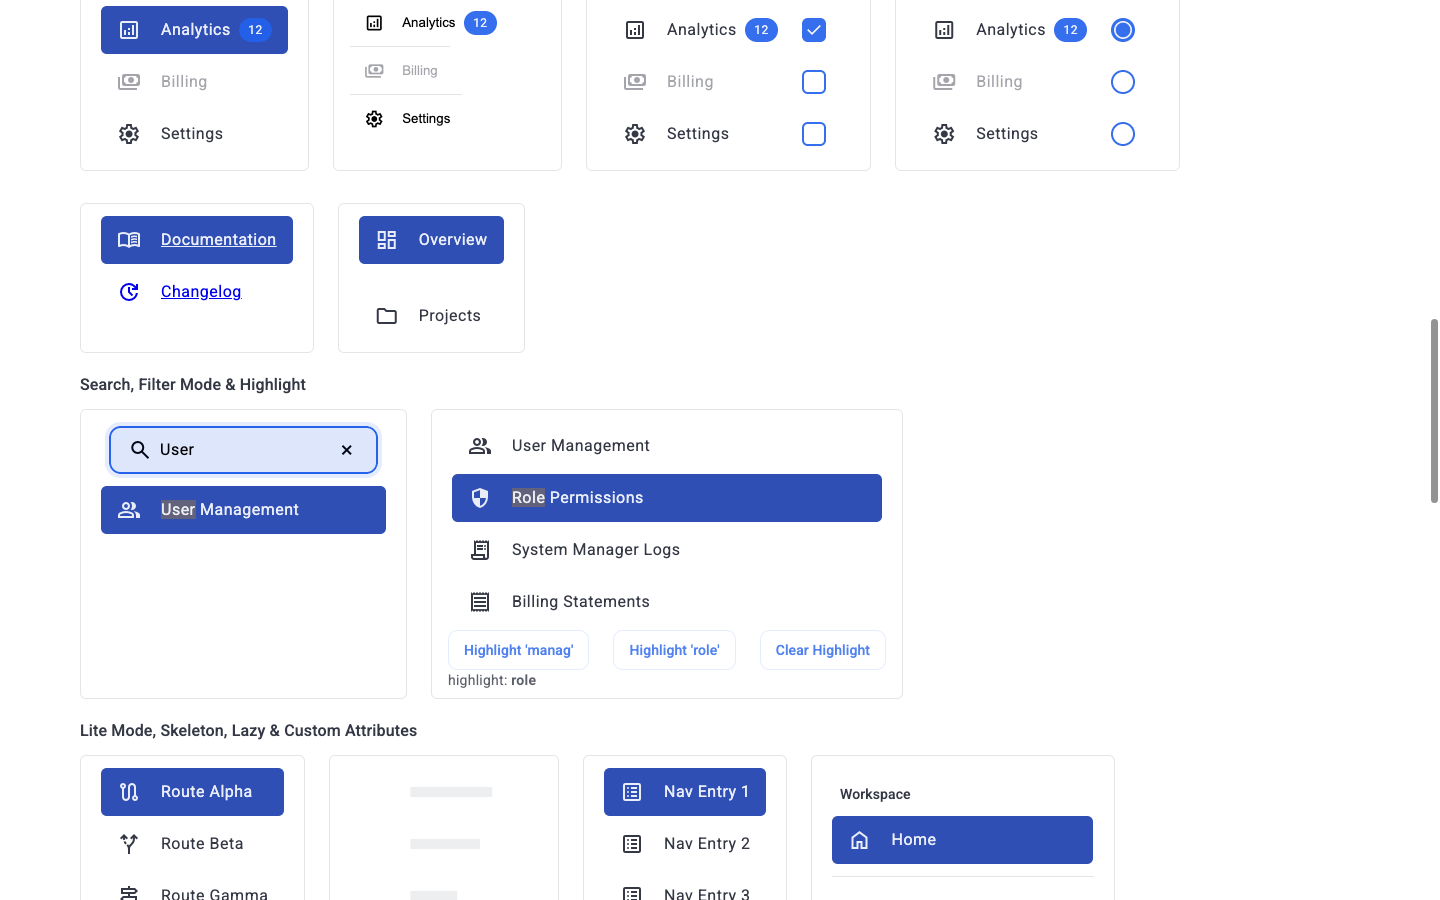 Analytics 12
Billing
Settings
Analytics 12
Billing
Settings
Analytics 12
Billing
Settings
Analytics 12
Billing
Settings
Documentation
Changelog
Overview
Projects
Search, Filter Mode & Highlight
User
User Management
User Management
Role Permissions
System Manager Logs
Billing Statements
Highlight 'manag' Highlight 'role' Clear Highlight
highlight: role
Lite Mode, Skeleton, Lazy & Custom Attributes
Route Alpha
Route Beta
Route Gamma
Nav Entry 1
Nav Entry 2
Nav Entry 3
Workspace
Home